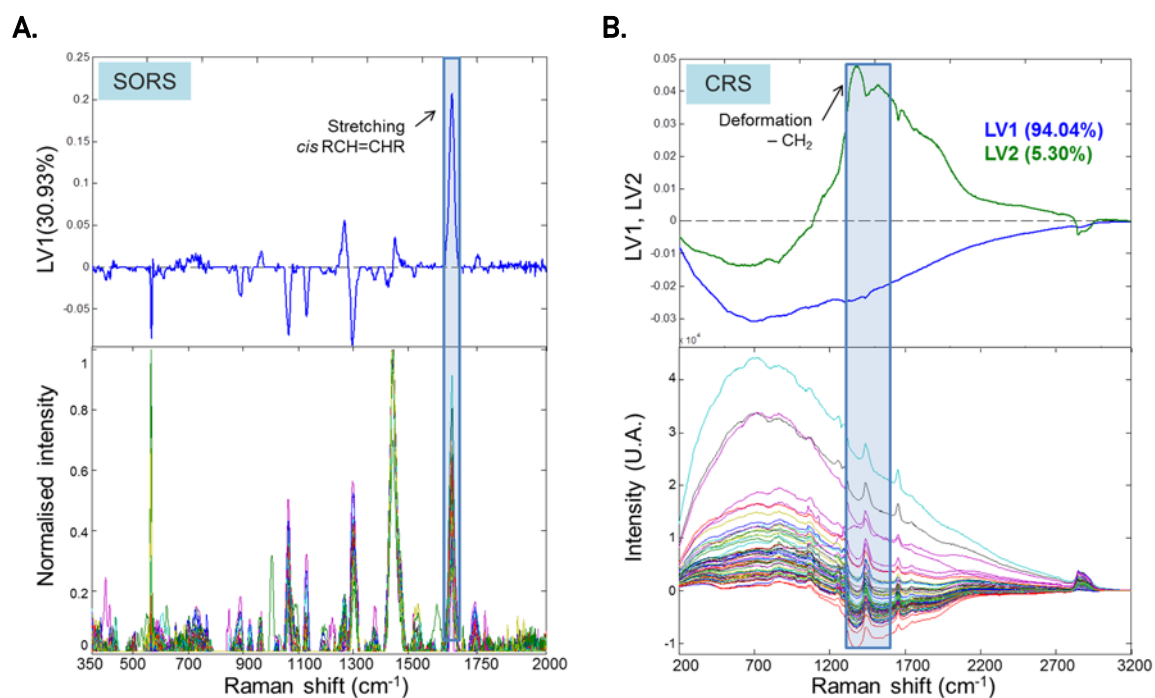 A.
SORS
Stretching
cis RCH=CHR
LV1(30.93%)
0.25
0.2
0.15
0.1
0.05
0
-0.05
Normalised intensity
1
0.8
0.6
0.4
0.2
0
350 500 700 900 1100 1300 1500 1750 2000
Raman shift (cm-1)
B.
CRS
Deformation
– CH2
LV1 (94.04%)
LV2 (5.30%)
LV1, LV2
0.05
0.04
0.03
0.02
0.01
0
-0.01
-0.02
-0.03
x 10 4
Intensity (U.A.)
4
3
2
1
0
-1
200 700 1200 1700 2200 2700 3200
Raman shift (cm-1)